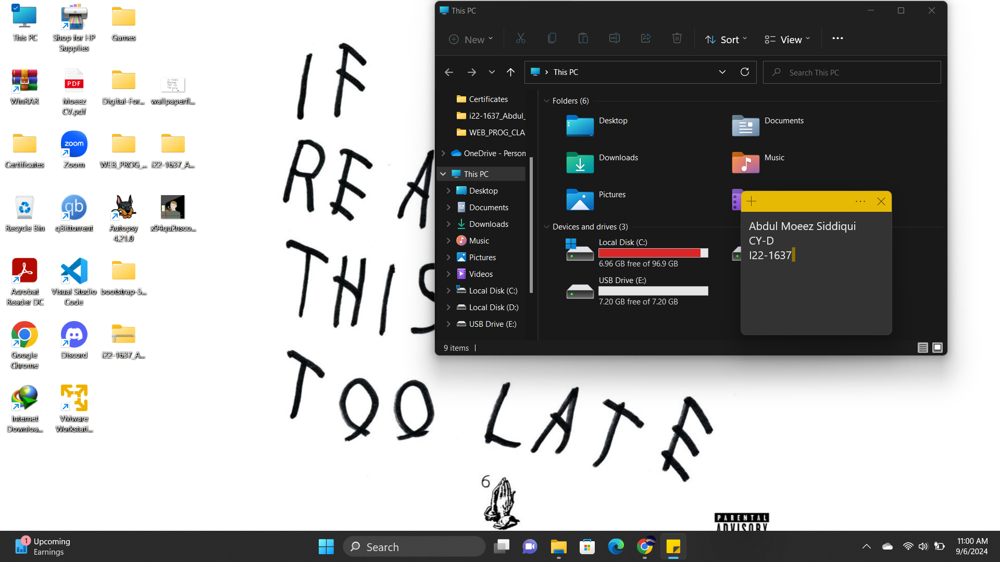 This PC
Shop for HP
Supplies
Games
WinRAR
PDF
Moeez
CV.pdf
Digital-For...
wallpaperfl...
Certificates
zoom
Zoom
WEB_PROG_...
i22-1637_A...
Recycle Bin
qb
qBittorrent
Autopsy
4.21.0
x94qu2nsco...
Acrobat
Reader DC
Visual Studio
Code
bootstrap-5...
Google
Chrome
Discord
i22-1637_A...
Internet
Downloa...
VMware
Workstati...
IF
REA
THIS
TOO LATE
6
PARENTAL
ADVISORY
This PC
New
Sort
View
This PC
Search This PC
Certificates
i22-1637_Abdul_
WEB_PROG_CLA
OneDrive - Person
This PC
Desktop
Documents
Downloads
Music
Pictures
Videos
Local Disk (C:)
Local Disk (D:)
USB Drive (E:)
Folders (6)
Desktop
Documents
Downloads
Music
Pictures
Devices and drives (3)
Local Disk (C:)
6.96 GB free of 96.9 GB
USB Drive (E:)
7.20 GB free of 7.20 GB
9 items
Abdul Moeez Siddiqui
CY-D
I22-1637
1
Upcoming
Earnings
Search
11:00 AM
9/6/2024